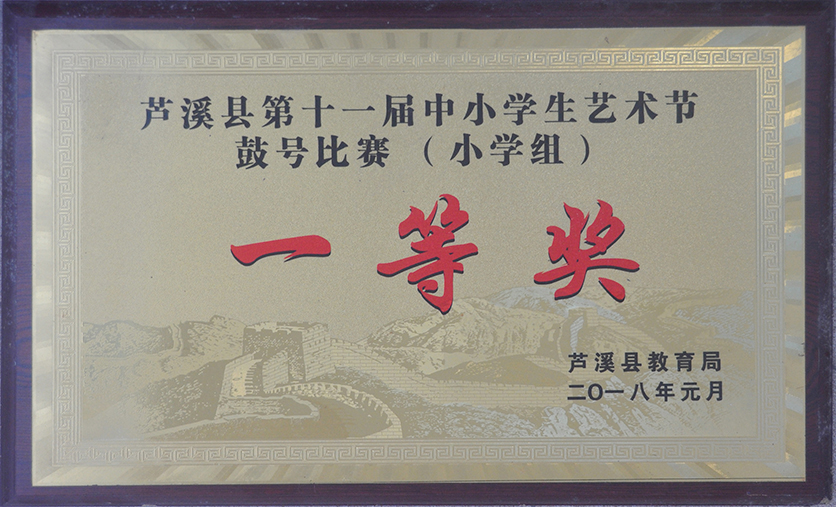 芦溪县第十一届中小学生艺术节
鼓号比赛（小学组）
一等奖
芦溪县教育局
二〇一八年元月